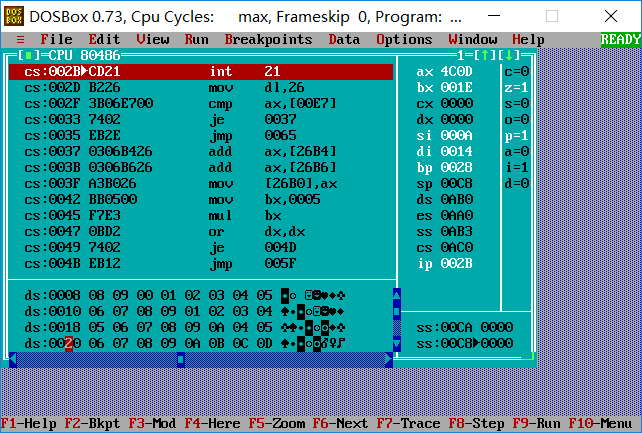 DOSBox 0.73, Cpu Cycles: max, Frameskip 0, Program: ...
≡ File Edit View Run Breakpoints Data Options Window Help READY
[■]=CPU 80486 1=[↑][↓]
cs:002B►CD21 int 21 ax 4C0D c=0
cs:002D B226 mov dl,26 bx 001E z=1
cs:002F 3B06E700 cmp ax,[00E7] cx 0000 s=0
cs:0033 7402 je 0037 dx 0000 o=0
cs:0035 EB2E jmp 0065 si 000A p=1
cs:0037 0306B426 add ax,[26B4] di 0014 a=0
cs:003B 0306B626 add ax,[26B6] bp 0028 i=1
cs:003F A3B026 mov [26B0],ax sp 00C8 d=0
cs:0042 BB0500 mov bx,0005 ds 0AB0
cs:0045 F7E3 mul bx es 0AA0
cs:0047 0BD2 or dx,dx ss 0AB3
cs:0049 7402 je 004D cs 0AC0
cs:004B EB12 jmp 005F ip 002B
ds:0008 08 09 00 01 02 03 04 05 ◘○ ☺☻♥♦♣
ds:0010 06 07 08 09 01 02 03 04 ♠•◘○☺☻♥♦
ds:0018 05 06 07 08 09 0A 04 05 ♣♠•◘○◙♦♣ ss:00CA 0000
ds:0020 06 07 08 09 0A 0B 0C 0D ♠•◘○◙♂♀♪ ss:00C8►0000
F1-Help F2-Bkpt F3-Mod F4-Here F5-Zoom F6-Next F7-Trace F8-Step F9-Run F10-Menu